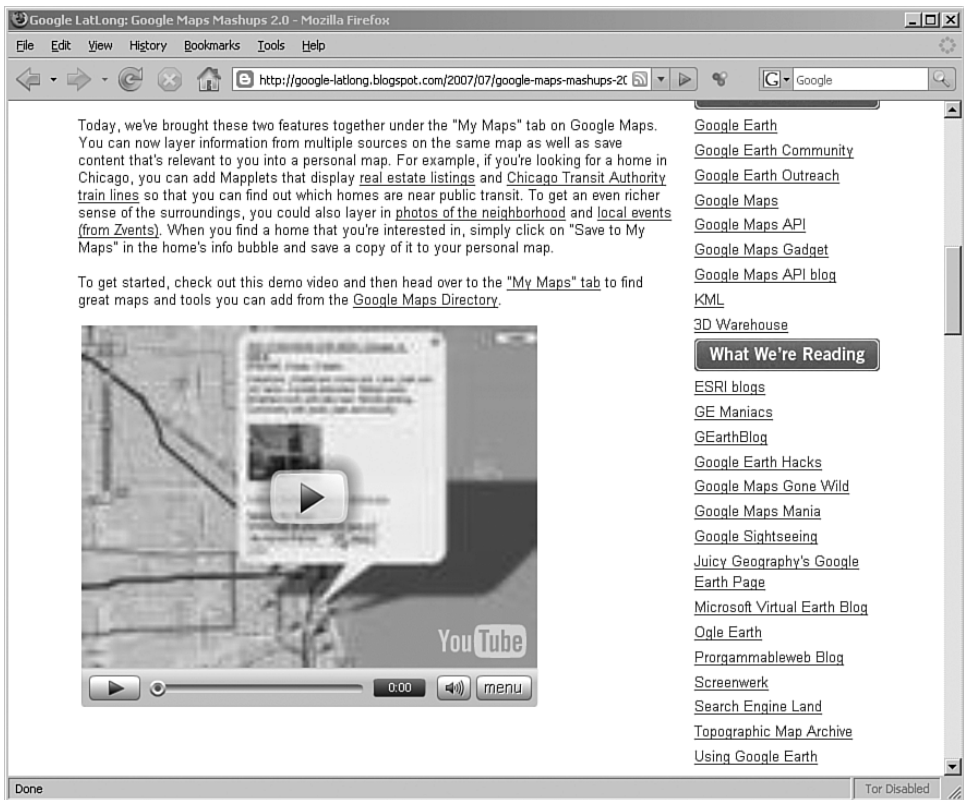 Google LatLong: Google Maps Mashups 2.0 - Mozilla Firefox
File Edit View History Bookmarks Tools Help
http://google-latlong.blogspot.com/2007/07/google-maps-mashups-20
G Google
Today, we've brought these two features together under the "My Maps" tab on Google Maps.
You can now layer information from multiple sources on the same map as well as save
content that's relevant to you into a personal map. For example, if you're looking for a home in
Chicago, you can add Mapplets that display real estate listings and Chicago Transit Authority
train lines so that you can find out which homes are near public transit. To get an even richer
sense of the surroundings, you could also layer in photos of the neighborhood and local events
(from Zvents). When you find a home that you're interested in, simply click on "Save to My
Maps" in the home's info bubble and save a copy of it to your personal map.
To get started, check out this demo video and then head over to the "My Maps" tab to find
great maps and tools you can add from the Google Maps Directory.
YouTube
0:00
menu
Google Earth
Google Earth Community
Google Earth Outreach
Google Maps
Google Maps API
Google Maps Gadget
Google Maps API blog
KML
3D Warehouse
What We're Reading
ESRI blogs
GE Maniacs
GEarthBlog
Google Earth Hacks
Google Maps Gone Wild
Google Maps Mania
Google Sightseeing
Juicy Geography's Google
Earth Page
Microsoft Virtual Earth Blog
Ogle Earth
Prorgammableweb Blog
Screenwerk
Search Engine Land
Topographic Map Archive
Using Google Earth
Done
Tor Disabled